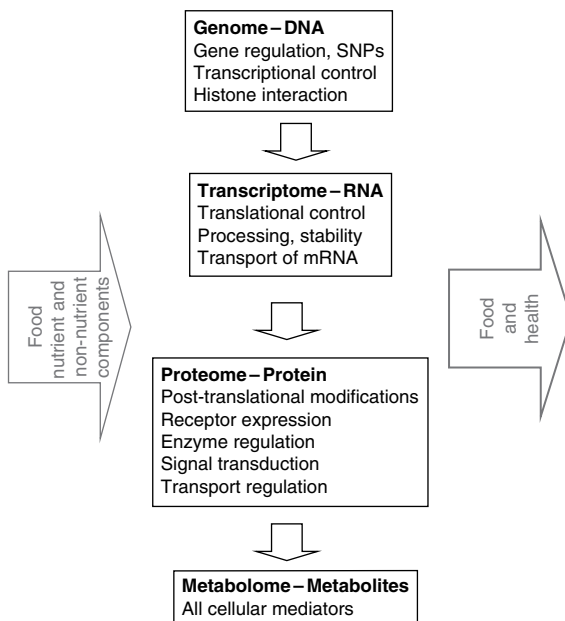 Genome – DNA
Gene regulation, SNPs
Transcriptional control
Histone interaction
Transcriptome – RNA
Translational control
Processing, stability
Transport of mRNA
Food
nutrient and
non-nutrient
components
Food
and
health
Proteome – Protein
Post-translational modifications
Receptor expression
Enzyme regulation
Signal transduction
Transport regulation
Metabolome – Metabolites
All cellular mediators